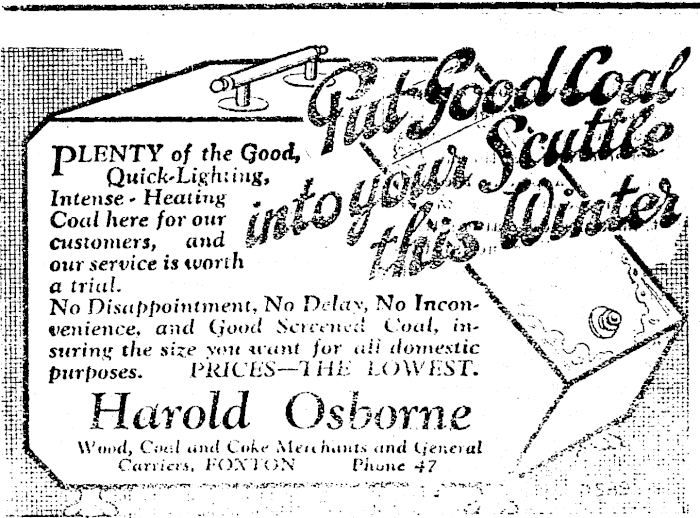 Put Good Coal
into your Scuttle
this Winter
PLENTY of the Good,
Quick-Lighting,
Intense - Heating
Coal here for our
customers, and
our service is worth
a trial.
No Disappointment, No Delay, No Incon-
venience, and Good Screened Coal, in-
suring the size you want for all domestic
purposes. PRICES—THE LOWEST.
Harold Osborne
Wood, Coal and Coke Merchants and General
Carriers, FOXTON Phone 47